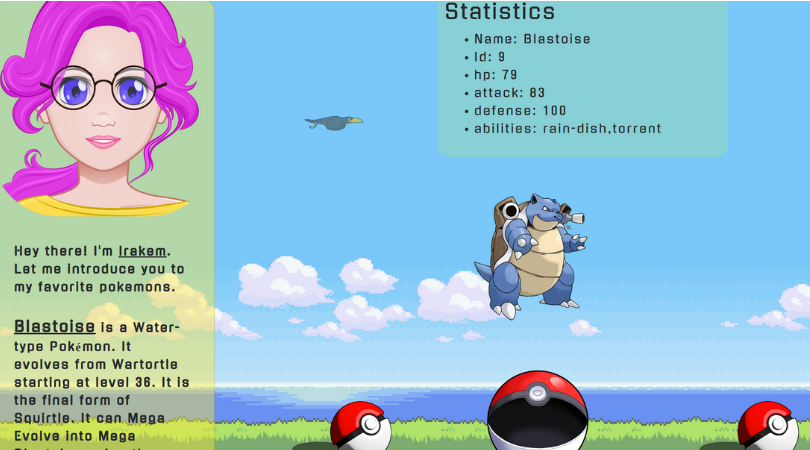 Statistics
• Name: Blastoise
• Id: 9
• hp: 79
• attack: 83
• defense: 100
• abilities: rain-dish,torrent
Hey there! I'm Irakem.
Let me introduce you to
my favorite pokemons.
Blastoise is a Water-
type Pokémon. It
evolves from Wartortle
starting at level 36. It is
the final form of
Squirtle. It can Mega
Evolve into Mega